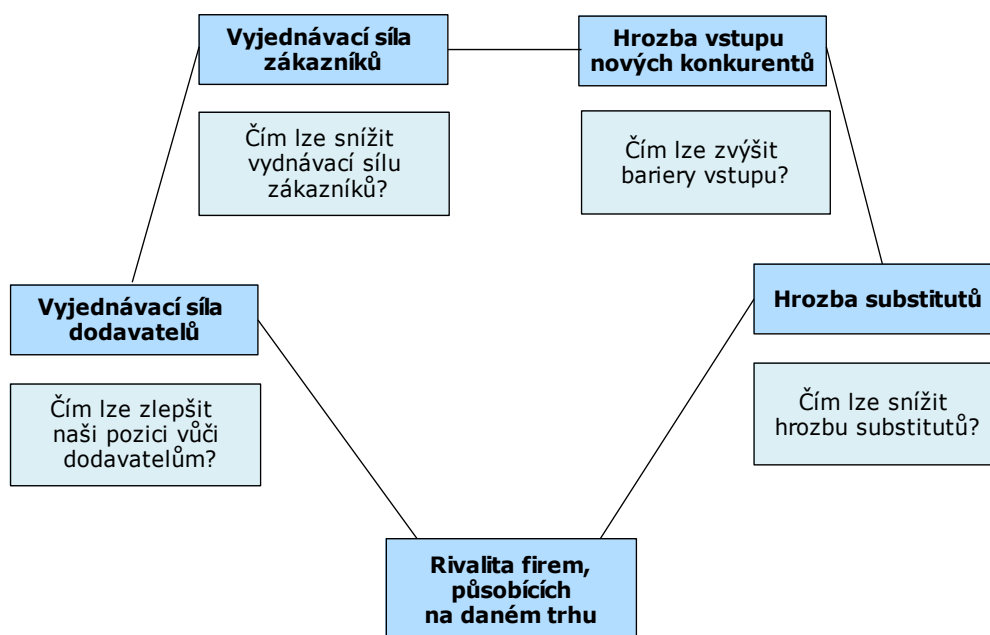 Vyjednávací síla
zákazníků
Hrozba vstupu
nových konkurentů
Čím lze snížit
vydnávací sílu
zákazníků?
Čím lze zvýšit
bariery vstupu?
Vyjednávací síla
dodavatelů
Hrozba substitutů
Čím lze zlepšit
naši pozici vůči
dodavatelům?
Čím lze snížit
hrozbu substitutů?
Rivalita firem,
působících
na daném trhu